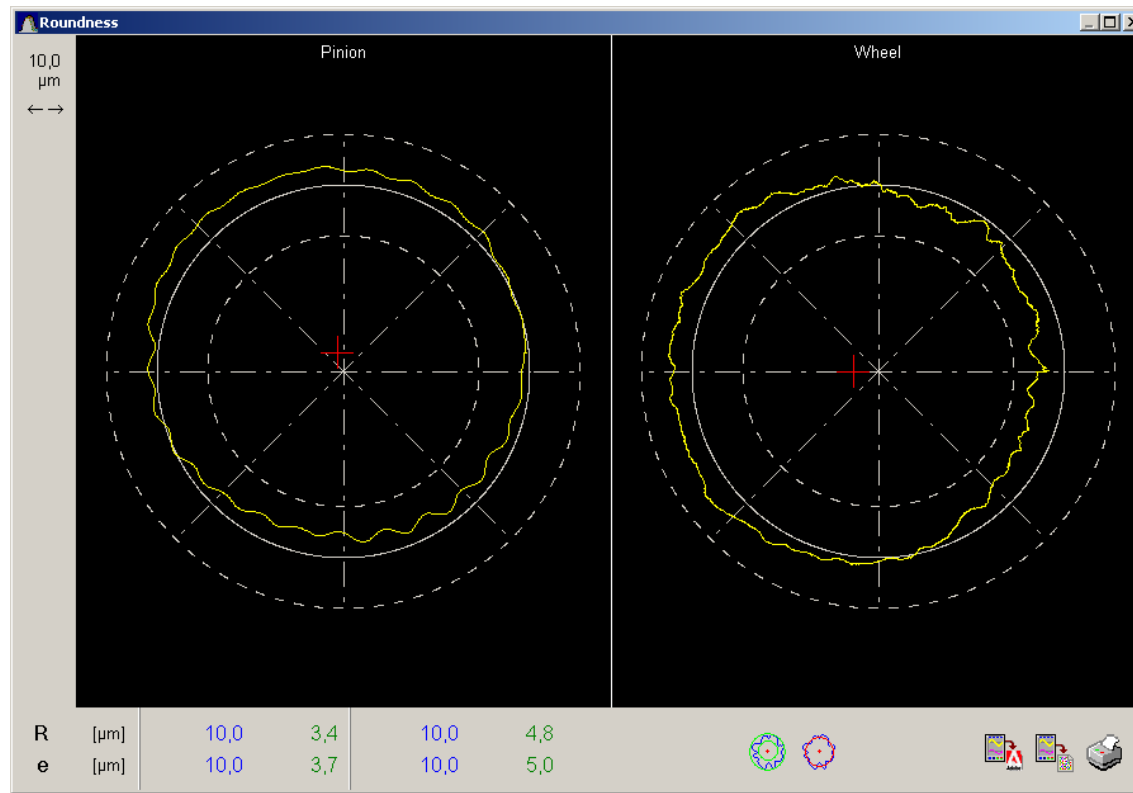 Roundness
10,0
µm
Pinion
Wheel
R [µm] 10,0 3,4 10,0 4,8
e [µm] 10,0 3,7 10,0 5,0
Adobe